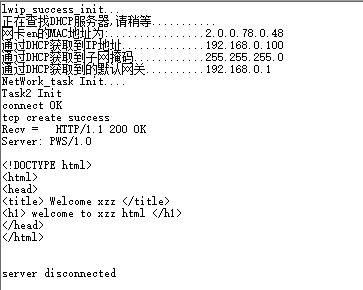 lwip_success_init...
正在查找DHCP服务器,请稍等...........
网卡en的MAC地址为:................2.0.0.78.0.48
通过DHCP获取到IP地址..............192.168.0.100
通过DHCP获取到子网掩码............255.255.255.0
通过DHCP获取到的默认网关..........192.168.0.1
NetWork_task Init....
Task2 Init
connect OK
tcp create success
Recv =   HTTP/1.1 200 OK
Server: PWS/1.0
<!DOCTYPE html>
<html>
<head>
<title> Welcome xzz </title>
<h1> welcome to xzz html </h1>
</head>
</html>
server disconnected